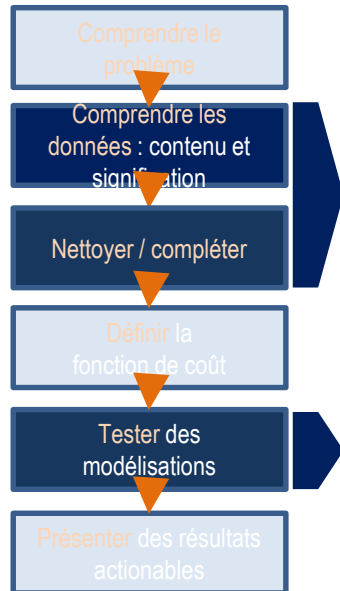 Comprendre le
problème
Comprendre les
données : contenu et
signification
Nettoyer / compléter
Définir la
fonction de coût
Tester des
modélisations
Présenter des résultats
actionables